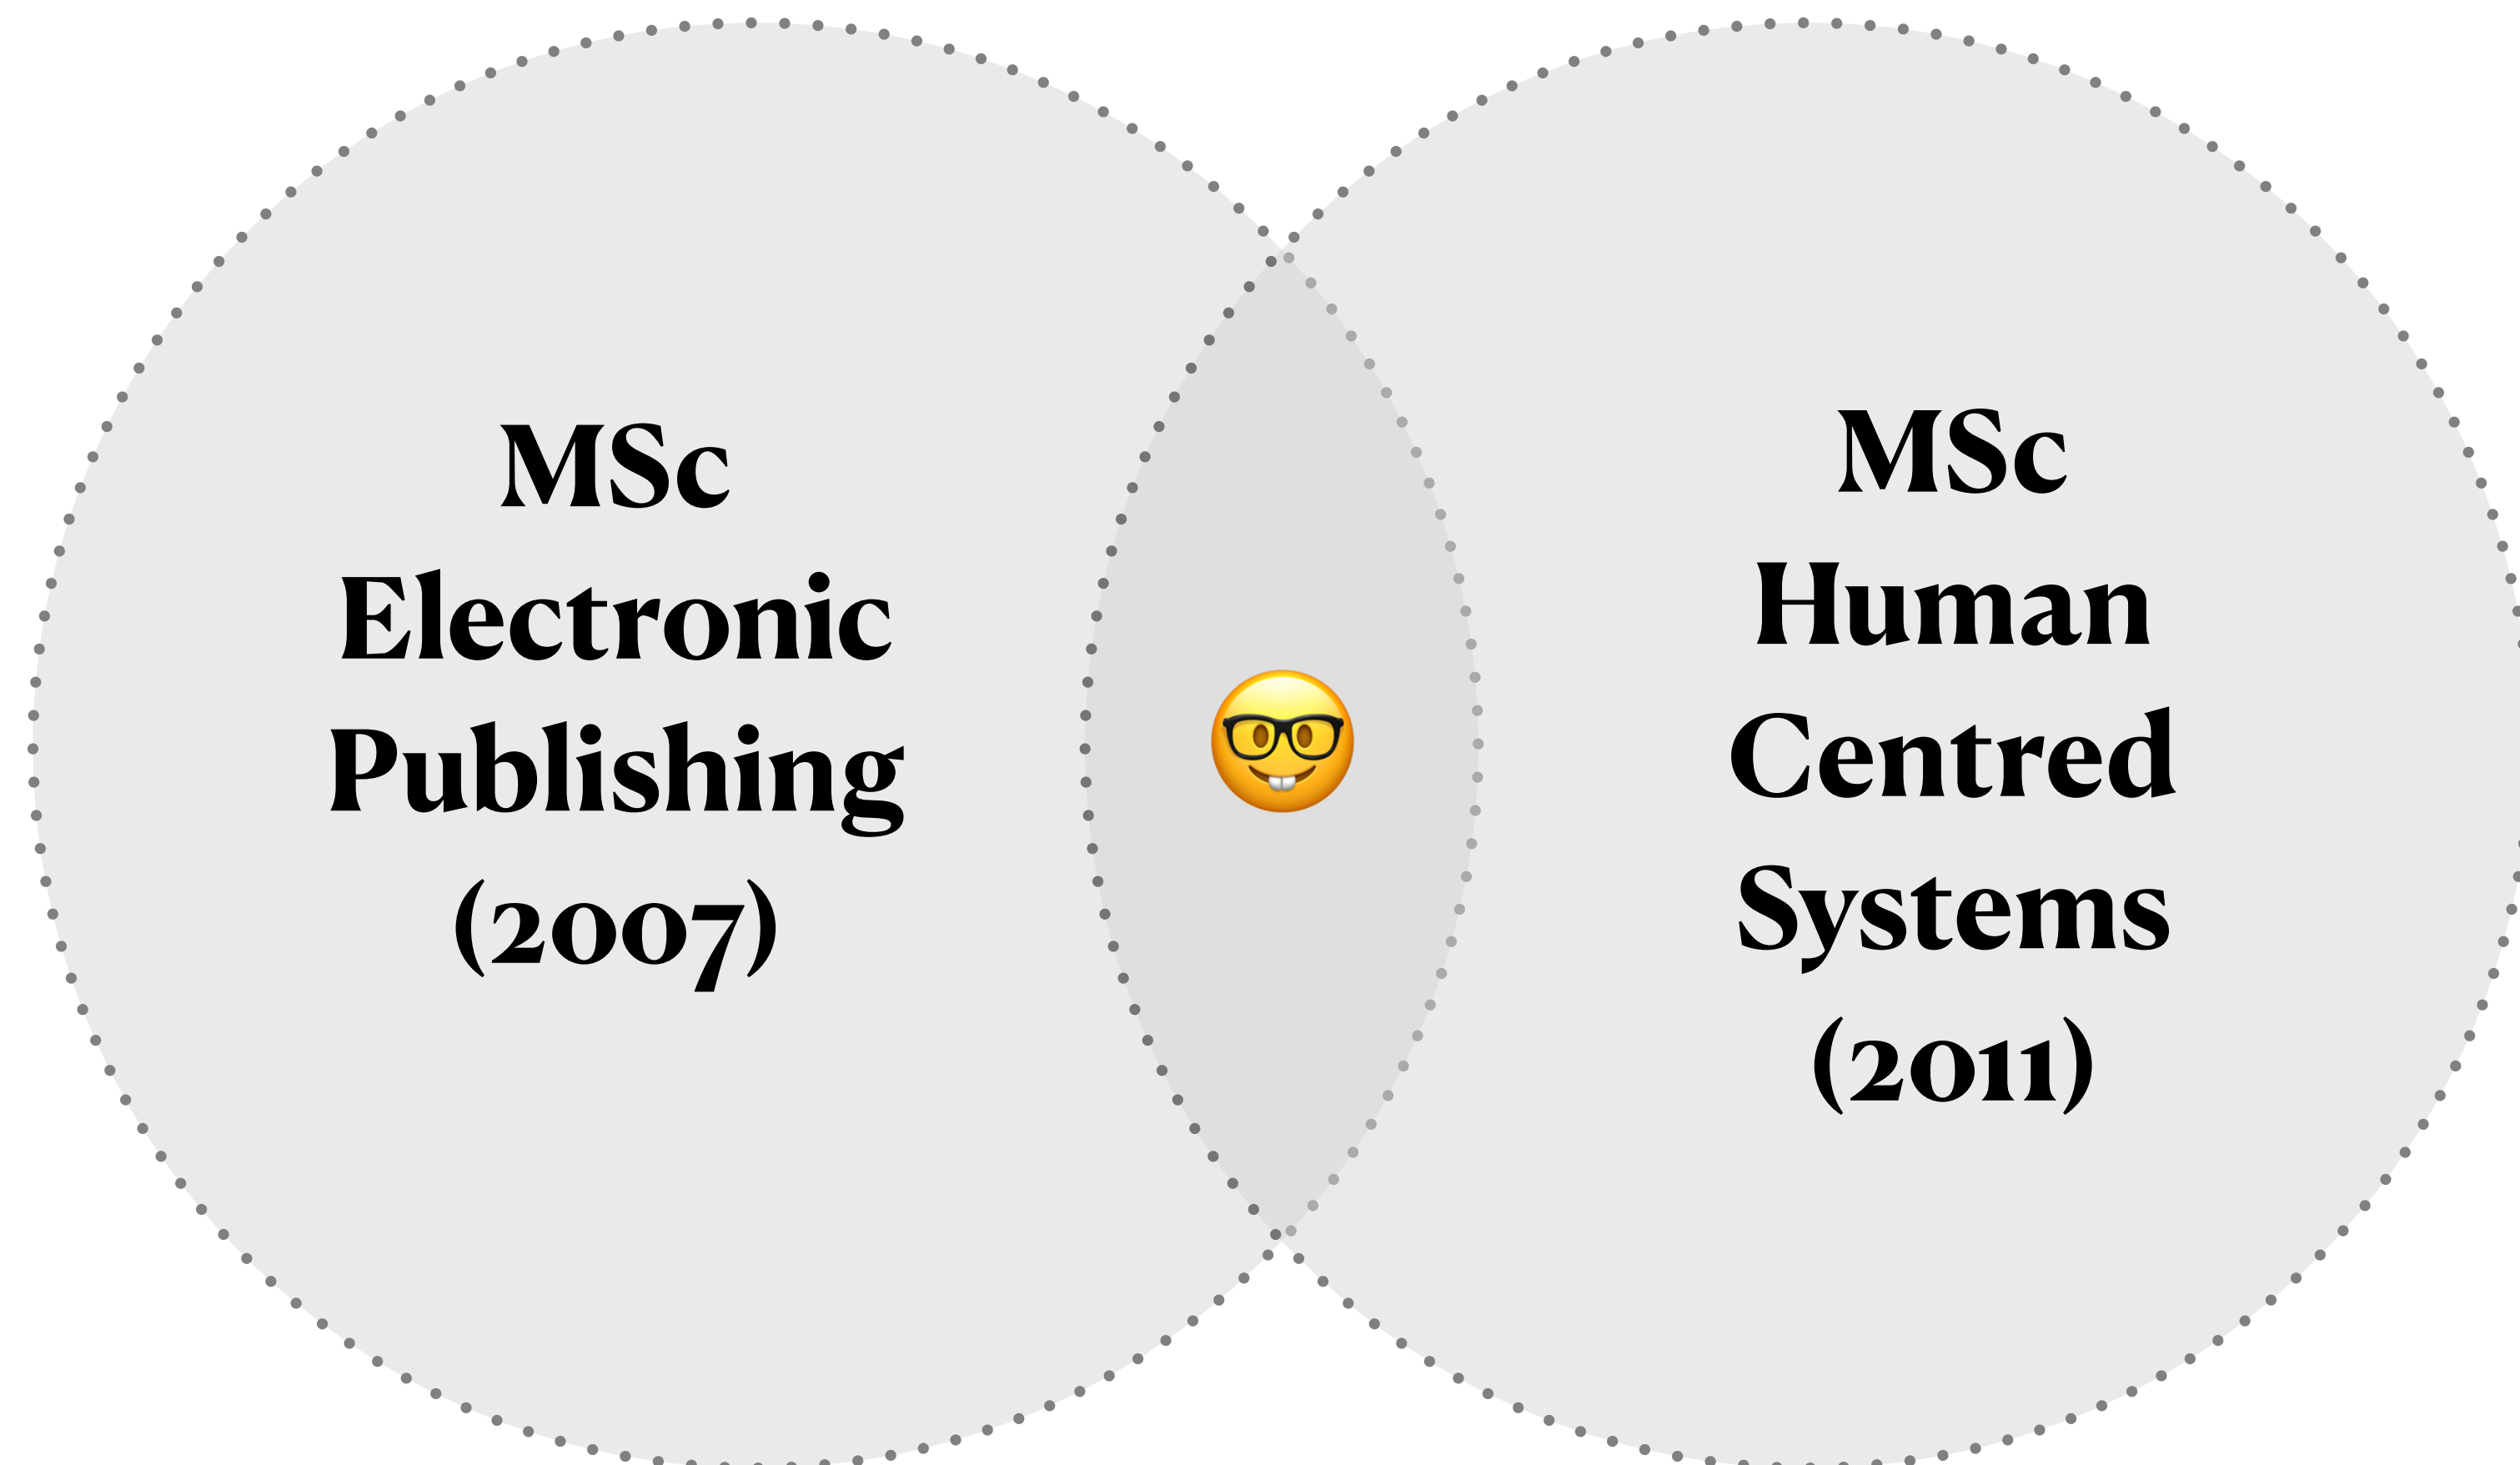 MSc
Electronic
Publishing
(2007)
MSc
Human
Centred
Systems
(2011)